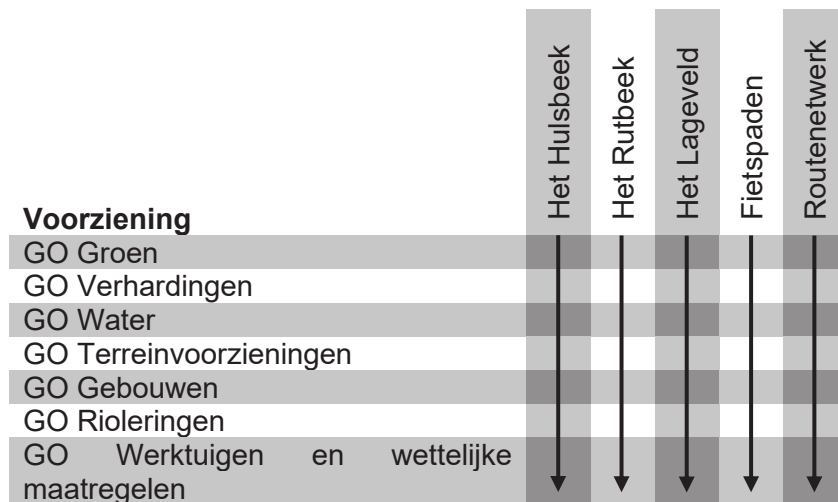 Het Hulsbeek
Het Rutbeek
Het Lageveld
Fietspaden
Routenetwerk
Voorziening
GO Groen
GO Verhardingen
GO Water
GO Terreinvoorzieningen
GO Gebouwen
GO Rioleringen
GO Werktuigen en wettelijke
maatregelen